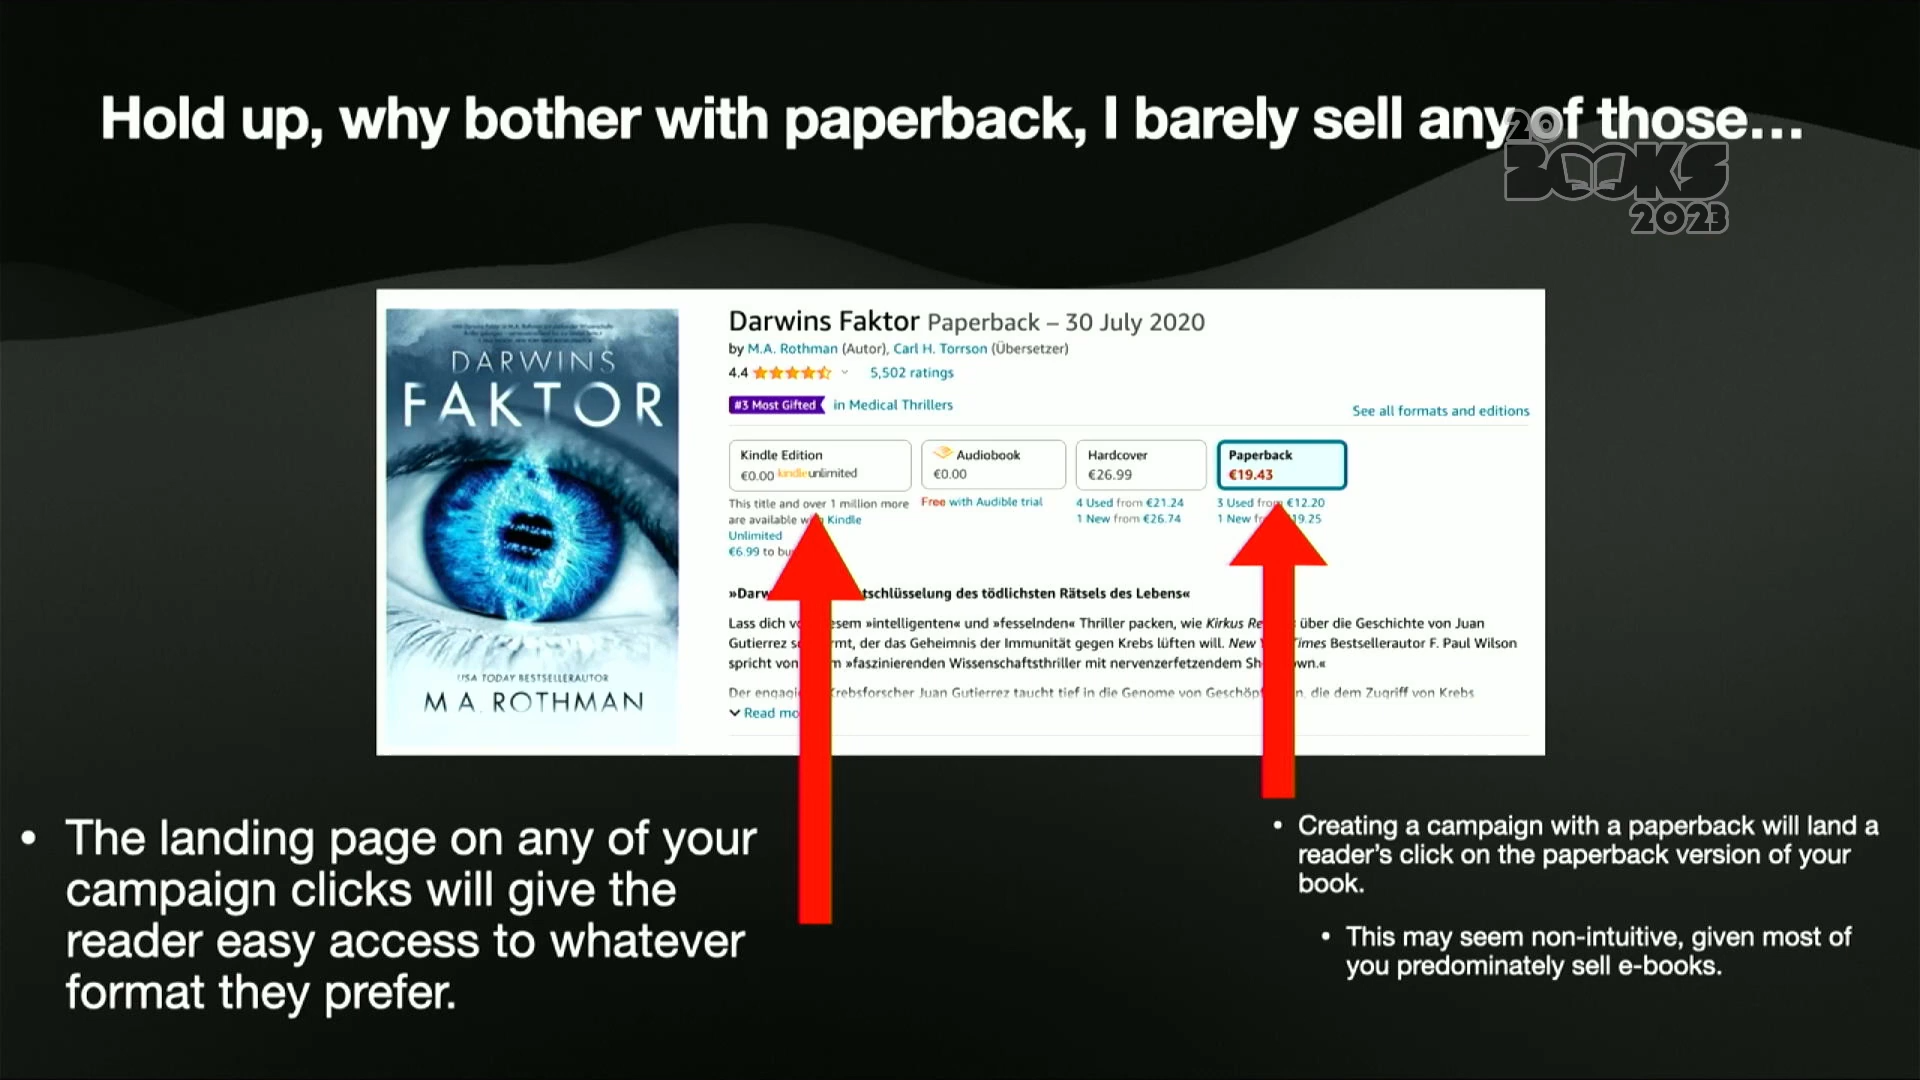 Hold up, why bother with paperback, I barely sell any of those...
20
BOOKS
2023
DARWINS
FAKTOR
USA TODAY BESTSELLERAUTOR
M.A. ROTHMAN
Darwins Faktor Paperback – 30 July 2020
by M.A. Rothman (Autor), Carl H. Torrson (Übersetzer)
4.4 5,502 ratings
#3 Most Gifted in Medical Thrillers
See all formats and editions
Kindle Edition
€0.00 kindleunlimited
This title and over 1 million more
are available Kindle
Unlimited
€6.99 to
Audiobook
€0.00
Free with Audible trial
Hardcover
€26.99
4 Used from €21.24
1 New from €26.74
Paperback
€19.43
3 Used from €12.20
1 New 19.25
des tödlichsten Rätsels des Lebens«
Lass dich »intelligenten« und »fesselnden« Thriller packen, wie Kirkus über die Geschichte von Juan
Gutierrez der das Geheimnis der Immunität gegen Krebs lüften will. New Bestsellerautor F. Paul Wilson
spricht von »faszinierenden Wissenschaftsthriller mit nervenzerfetzendem
Der Krebsforscher Juan Gutierrez taucht tief in die Genome von die dem Zugriff von Krebs
Read
• The landing page on any of your
campaign clicks will give the
reader easy access to whatever
format they prefer.
• Creating a campaign with a paperback will land a
reader's click on the paperback version of your
book.
• This may seem non-intuitive, given most of
you predominately sell e-books.